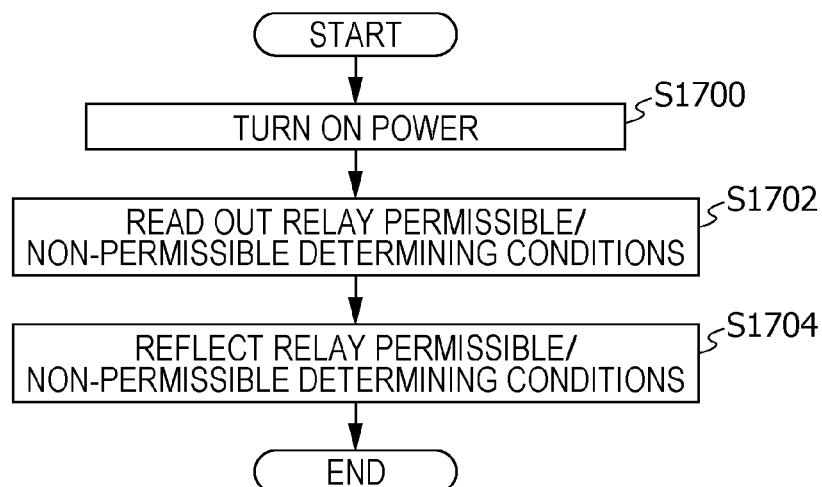 START
S1700
TURN ON POWER
S1702
READ OUT RELAY PERMISSIBLE/
NON-PERMISSIBLE DETERMINING CONDITIONS
S1704
REFLECT RELAY PERMISSIBLE/
NON-PERMISSIBLE DETERMINING CONDITIONS
END